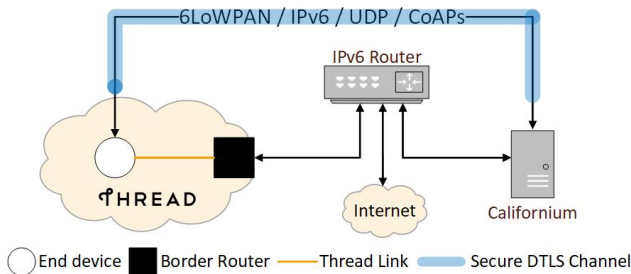 6LoWPAN / IPv6 / UDP / CoAPs
IPv6 Router
THREAD
Internet
Californium
End device
Border Router
Thread Link
Secure DTLS Channel